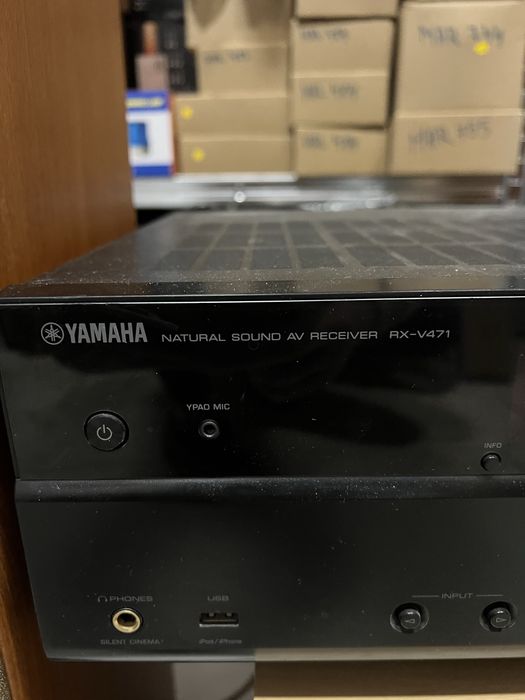 YAMAHA NATURAL SOUND AV RECEIVER RX-V471
YPAO MIC
INFO
PHONES
USB
INPUT
SILENT CINEMA
iPod/iPhone